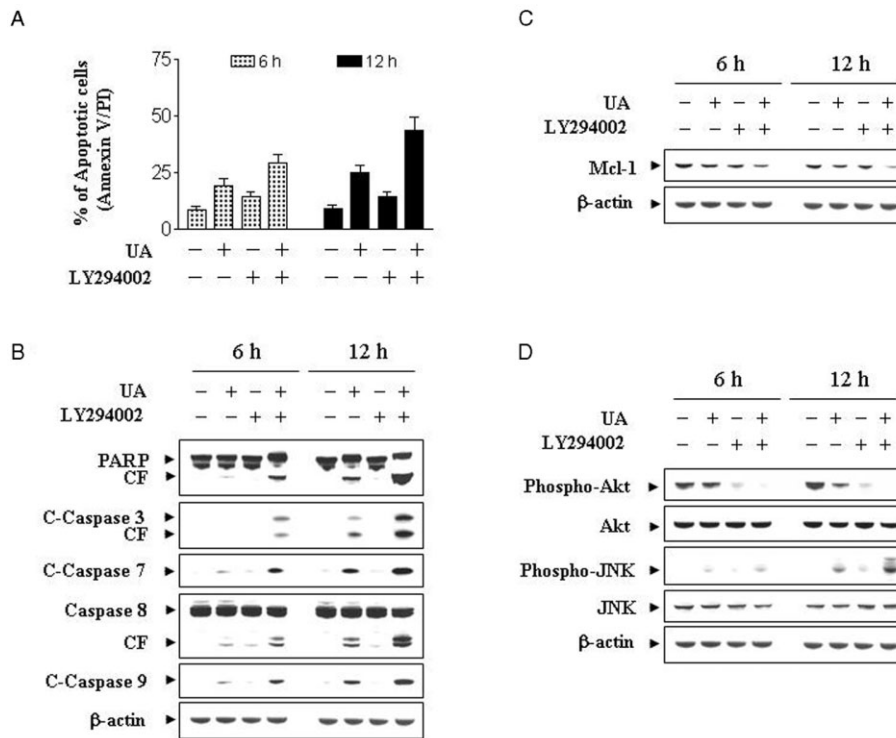 A
75
50
25
0
% of Apoptotic cells
(Annexin V/PI)
6 h
12 h
UA − + − + − + − +
LY294002 − − + + − − + +
B
6 h 12 h
UA − + − + − + − +
LY294002 − − + + − − + +
PARP
CF
C-Caspase 3
CF
C-Caspase 7
Caspase 8
CF
C-Caspase 9
β-actin
C
6 h 12 h
UA − + − + − + − +
LY294002 − − + + − − + +
Mcl-1
β-actin
D
6 h 12 h
UA − + − + − + − +
LY294002 − − + + − − + +
Phospho-Akt
Akt
Phospho-JNK
JNK
β-actin